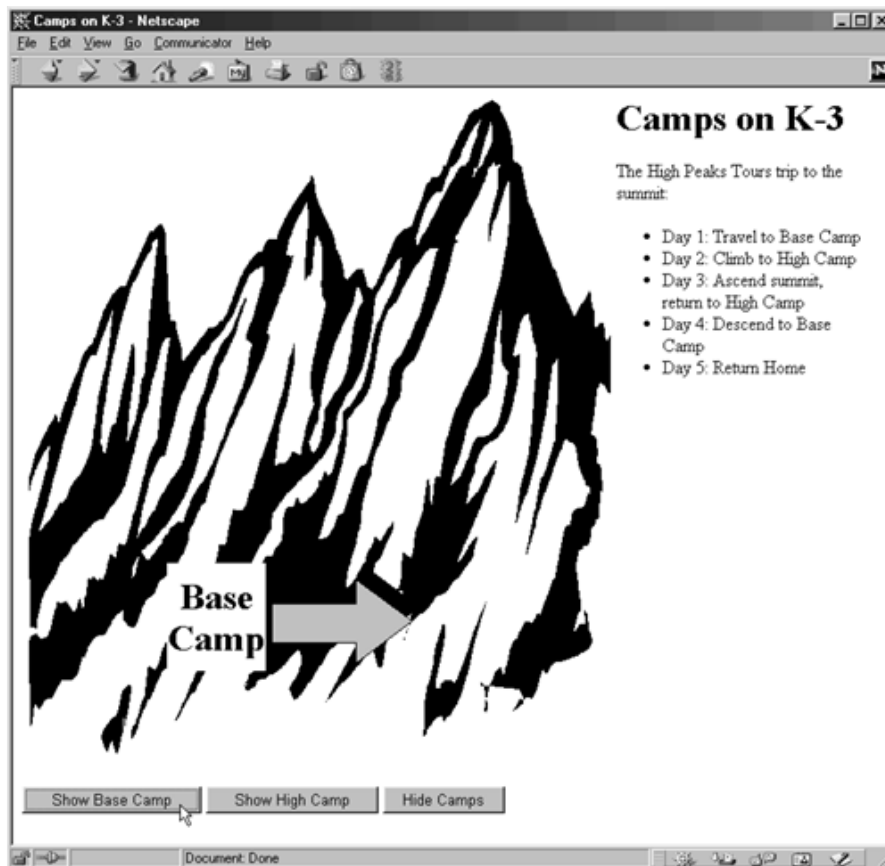 Camps on K-3 - Netscape
File Edit View Go Communicator Help
My
N
Camps on K-3
The High Peaks Tours trip to the
summit:
• Day 1: Travel to Base Camp
• Day 2: Climb to High Camp
• Day 3: Ascend summit,
return to High Camp
• Day 4: Descend to Base
Camp
• Day 5: Return Home
Base
Camp
Show Base Camp Show High Camp Hide Camps
Document: Done